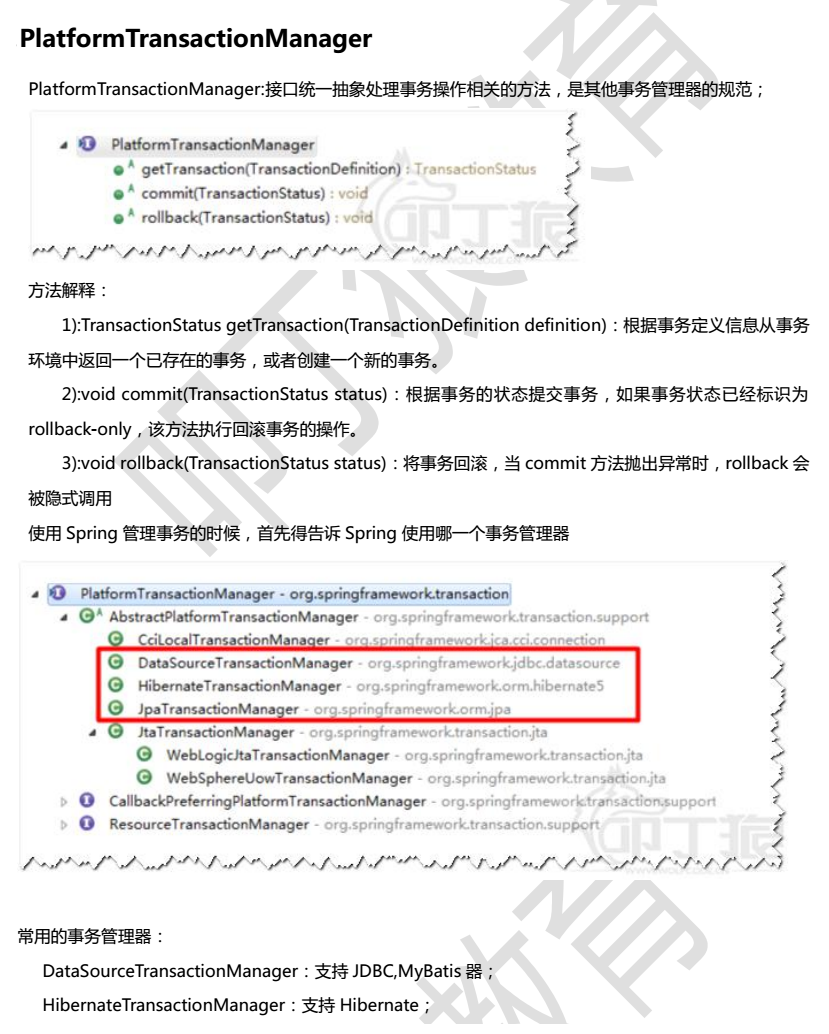 PlatformTransactionManager
PlatformTransactionManager:接口统一抽象处理事务操作相关的方法，是其他事务管理器的规范；
PlatformTransactionManager
getTransaction(TransactionDefinition) : TransactionStatus
commit(TransactionStatus) : void
rollback(TransactionStatus) : void
方法解释：
1):TransactionStatus getTransaction(TransactionDefinition definition)：根据事务定义信息从事务
环境中返回一个已存在的事务，或者创建一个新的事务。
2):void commit(TransactionStatus status)：根据事务的状态提交事务，如果事务状态已经标识为
rollback-only，该方法执行回滚事务的操作。
3):void rollback(TransactionStatus status)：将事务回滚，当 commit 方法抛出异常时，rollback 会
被隐式调用
使用 Spring 管理事务的时候，首先得告诉 Spring 使用哪一个事务管理器
PlatformTransactionManager - org.springframework.transaction
AbstractPlatformTransactionManager - org.springframework.transaction.support
CciLocalTransactionManager - org.springframework.jca.cci.connection
DataSourceTransactionManager - org.springframework.jdbc.datasource
HibernateTransactionManager - org.springframework.orm.hibernate5
JpaTransactionManager - org.springframework.orm.jpa
JtaTransactionManager - org.springframework.transaction.jta
WebLogicJtaTransactionManager - org.springframework.transaction.jta
WebSphereUowTransactionManager - org.springframework.transaction.jta
CallbackPreferringPlatformTransactionManager - org.springframework.transaction.support
ResourceTransactionManager - org.springframework.transaction.support
常用的事务管理器：
DataSourceTransactionManager：支持 JDBC,MyBatis 器；
HibernateTransactionManager：支持 Hibernate；
叩丁狼教育